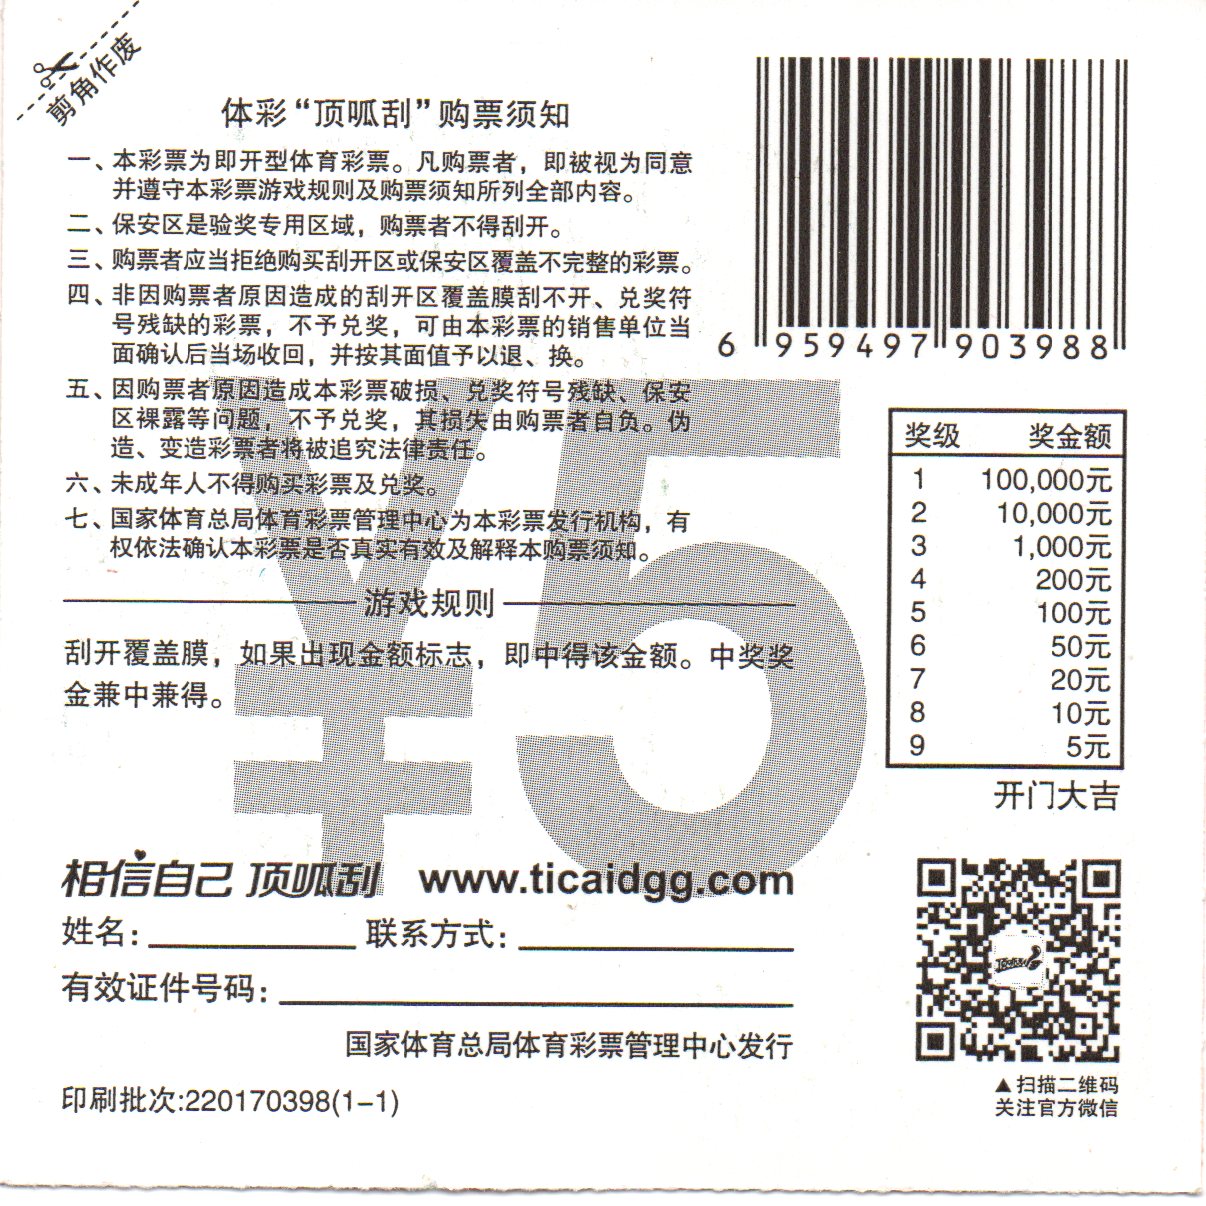 剪角作废
体彩“顶呱刮”购票须知
一、本彩票为即开型体育彩票。凡购票者，即被视为同意
并遵守本彩票游戏规则及购票须知所列全部内容。
二、保安区是验奖专用区域，购票者不得刮开。
三、购票者应当拒绝购买刮开区或保安区覆盖不完整的彩票。
四、非因购票者原因造成的刮开区覆盖膜刮不开、兑奖符
号残缺的彩票，不予兑奖，可由本彩票的销售单位当
面确认后当场收回，并按其面值予以退、换。
五、因购票者原因造成本彩票破损、兑奖符号残缺、保安
区裸露等问题，不予兑奖，其损失由购票者自负。伪
造、变造彩票者将被追究法律责任。
六、未成年人不得购买彩票及兑奖。
七、国家体育总局体育彩票管理中心为本彩票发行机构，有
权依法确认本彩票是否真实有效及解释本购票须知。
游戏规则
刮开覆盖膜，如果出现金额标志，即中得该金额。中奖奖
金兼中兼得。
¥5
相信自己 顶呱刮 www.ticaidgg.com
姓名:
联系方式:
有效证件号码:
国家体育总局体育彩票管理中心发行
印刷批次:220170398(1-1)
6 959497 903988
奖级 奖金额
1 100,000元
2 10,000元
3 1,000元
4 200元
5 100元
6 50元
7 20元
8 10元
9 5元
开门大吉
顶呱刮
▲扫描二维码
关注官方微信